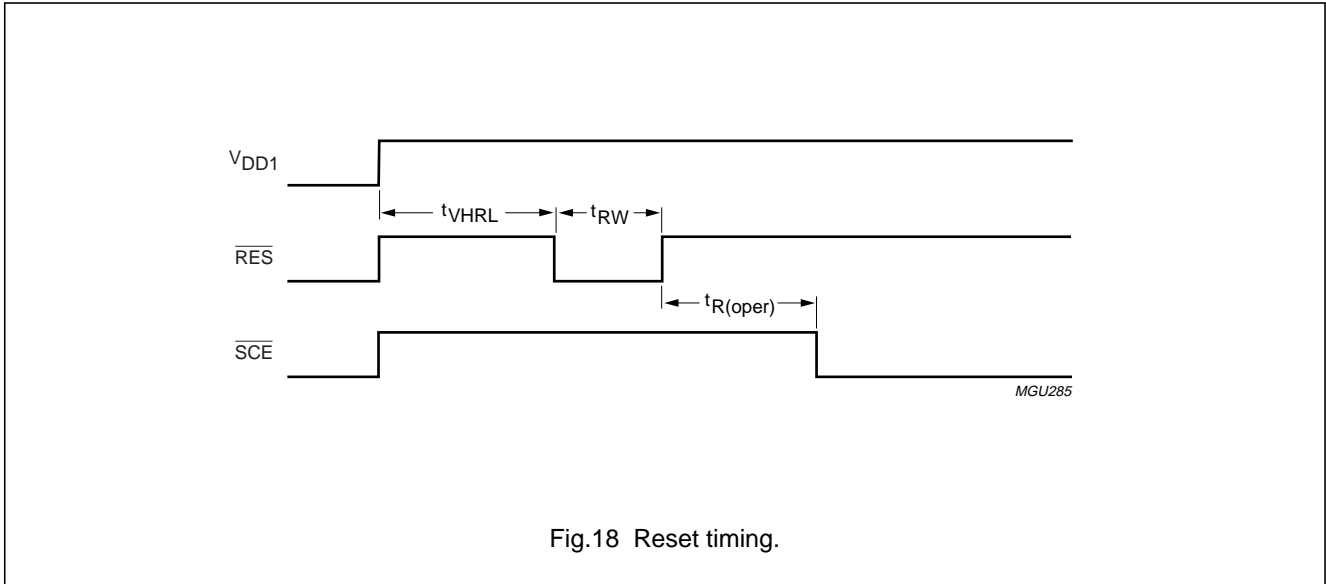 VDD1
tVHRL
tRW
RES
tR(oper)
SCE
MGU285
Fig.18 Reset timing.